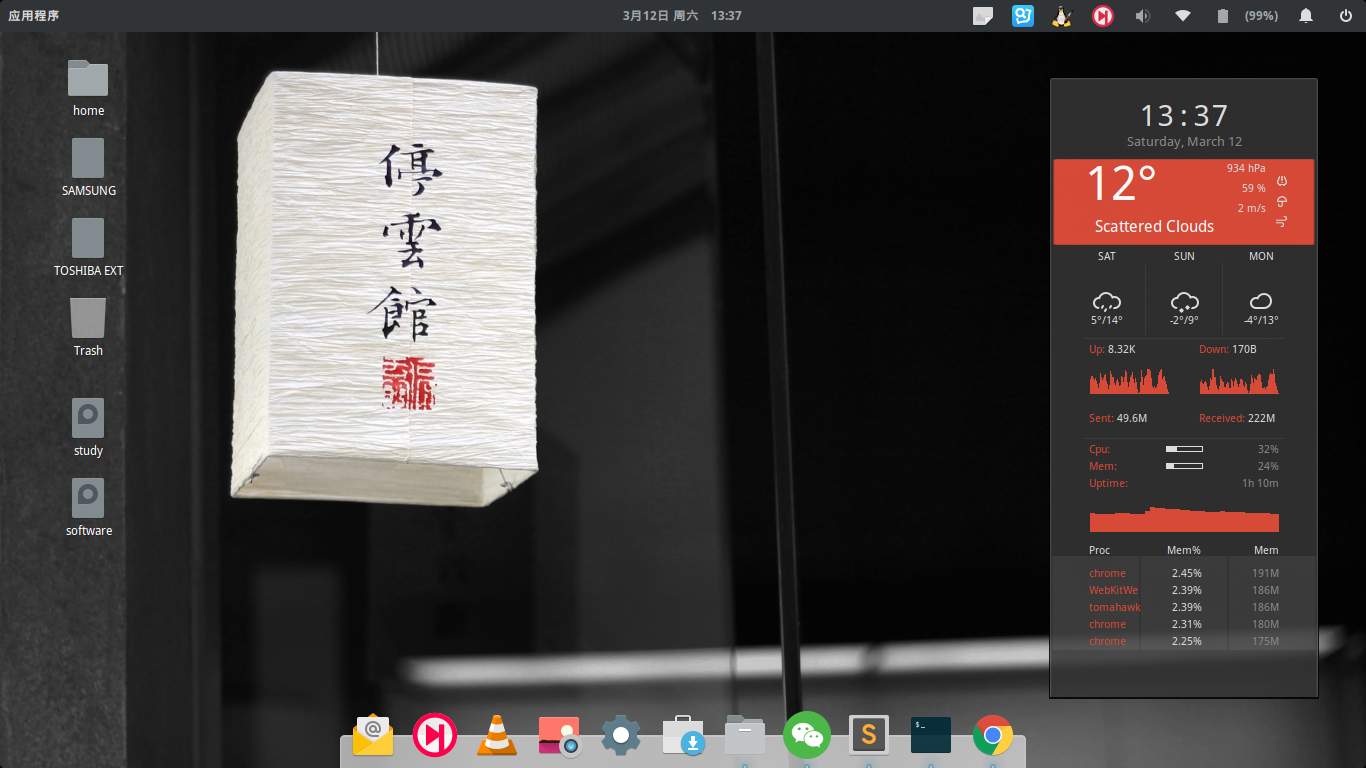 应用程序
3月12日 周六 13:37
(99%)
home
SAMSUNG
TOSHIBA EXT
Trash
study
software
停
雲
館
13:37
Saturday, March 12
12°
934 hPa
59 %
2 m/s
Scattered Clouds
SAT SUN MON
5°/14° -2°/9° -4°/13°
Up: 8.32K Down: 170B
Sent: 49.6M Received: 222M
Cpu: 32%
Mem: 24%
Uptime: 1h 10m
Proc Mem% Mem
chrome 2.45% 191M
WebKitWe 2.39% 186M
tomahawk 2.39% 186M
chrome 2.31% 180M
chrome 2.25% 175M
@
S
$_